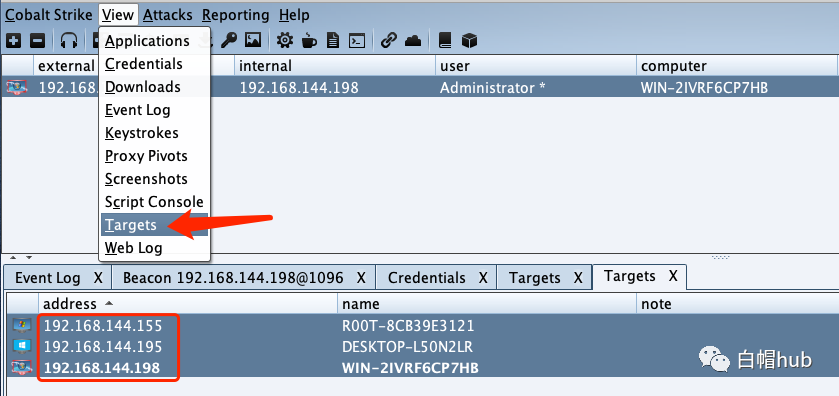 Cobalt Strike View Attacks Reporting Help
Applications
Credentials
Downloads
Event Log
Keystrokes
Proxy Pivots
Screenshots
Script Console
Targets
Web Log
external internal user computer
192.168. 192.168.144.198 Administrator * WIN-2IVRF6CP7HB
Event Log X Beacon 192.168.144.198@1096 X Credentials X Targets X Targets X
address name note
192.168.144.155 R00T-8CB39E3121
192.168.144.195 DESKTOP-L50N2LR
192.168.144.198 WIN-2IVRF6CP7HB
白帽hub